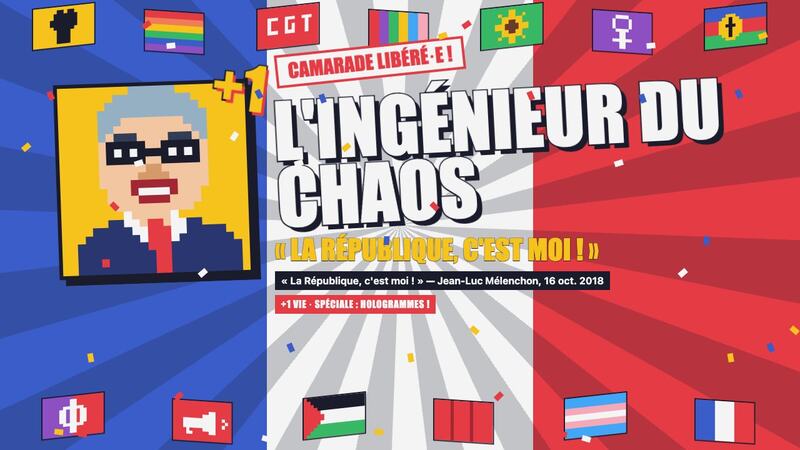 CGT
CAMARADE LIBÉRÉ·E !
+1
L'INGÉNIEUR DU
CHAOS
« LA RÉPUBLIQUE, C'EST MOI ! »
« La République, c'est moi ! » — Jean-Luc Mélenchon, 16 oct. 2018
+1 VIE · SPÉCIALE : HOLOGRAMMES !